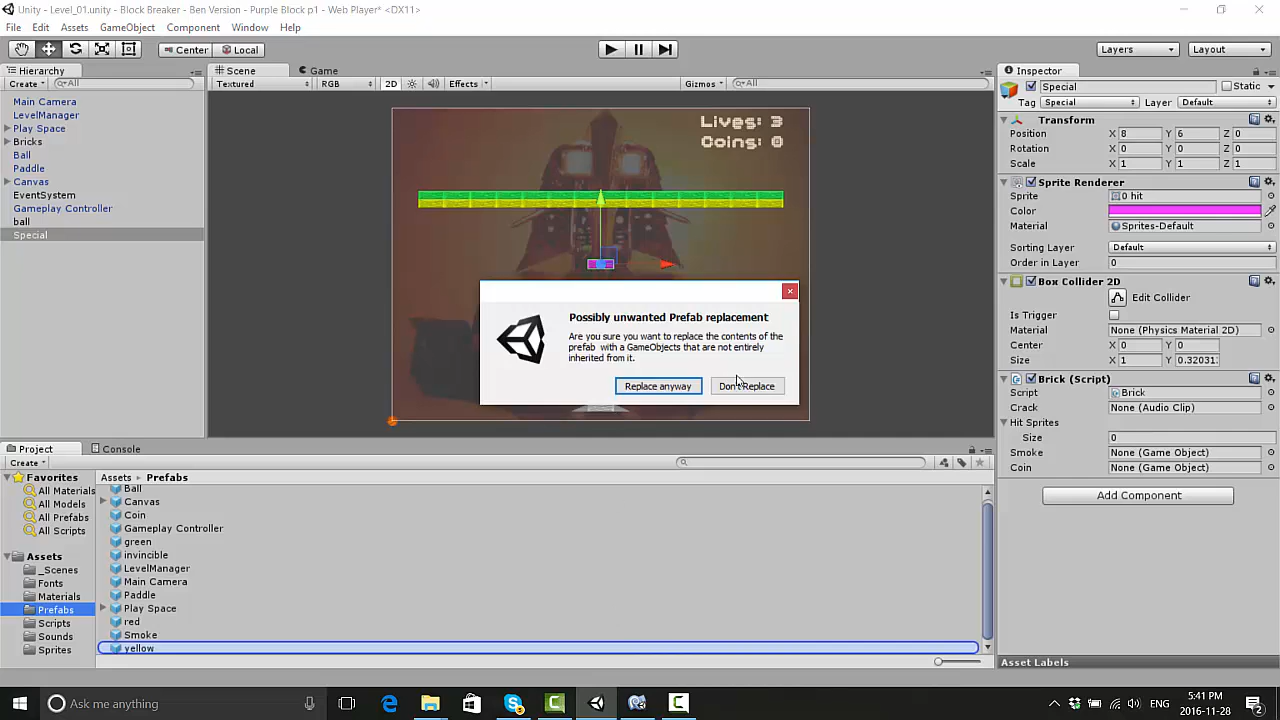 Unity - Level_01.unity - Block Breaker - Ben Version - Purple Block p1 - Web Player* <DX11>
File Edit Assets GameObject Component Window Help
Center Local
Layers Layout
Hierarchy
Create All
Main Camera
LevelManager
Play Space
Bricks
Ball
Paddle
Canvas
EventSystem
Gameplay Controller
ball
Special
Scene Game
Textured RGB 2D Effects Gizmos All
Lives: 3
Coins: 0
Possibly unwanted Prefab replacement
Are you sure you want to replace the contents of the
prefab with a GameObjects that are not entirely
inherited from it.
Replace anyway
Inspector
Special Static
Tag Special Layer Default
Transform
Position X 8 Y 6 Z 0
Rotation X 0 Y 0 Z 0
Scale X 1 Y 1 Z 1
Sprite Renderer
Sprite 0 hit
Color
Material Sprites-Default
Sorting Layer Default
Order in Layer 0
Box Collider 2D
Edit Collider
Is Trigger
Material None (Physics Material 2D)
Center X 0 Y 0
Size X 1 Y 0.32031
Brick (Script)
Script Brick
Crack None (Audio Clip)
Hit Sprites
Size 0
Smoke None (Game Object)
Coin None (Game Object)
Add Component
Asset Labels
Project Console
Create
Favorites
All Materials
All Models
All Prefabs
All Scripts
Assets
_Scenes
Fonts
Materials
Prefabs
Scripts
Sounds
Sprites
Assets Prefabs
Ball
Canvas
Coin
Gameplay Controller
green
invincible
LevelManager
Main Camera
Paddle
Play Space
red
Smoke
yellow
Ask me anything
ENG
5:41 PM
2016-11-28